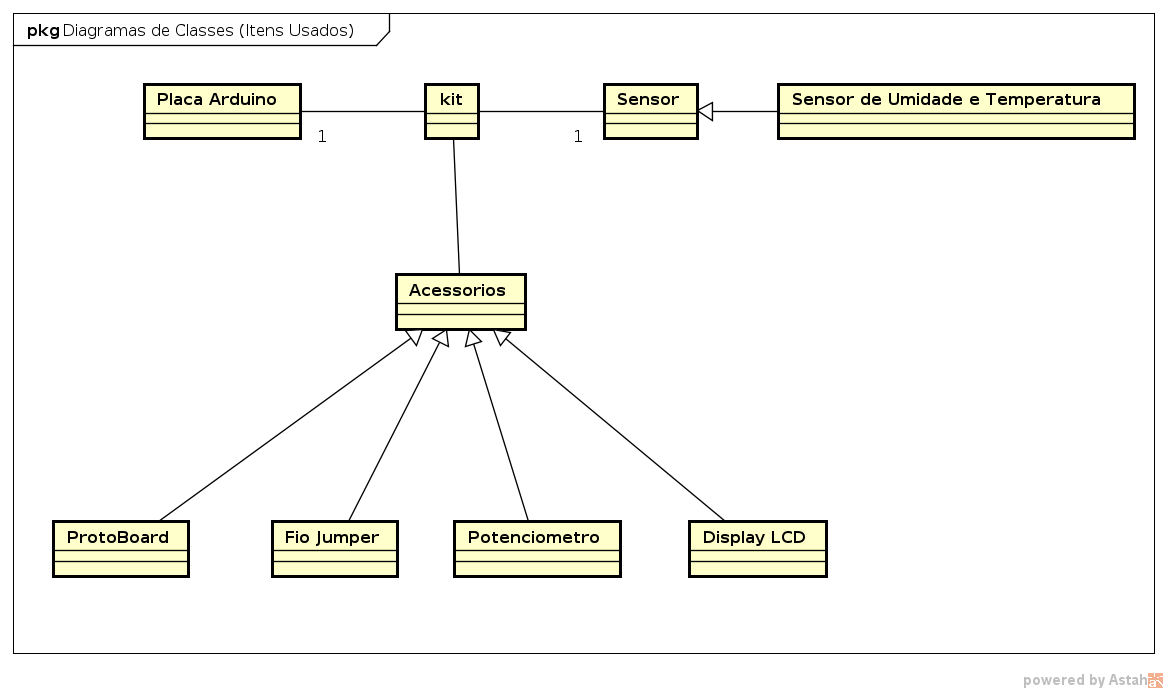 pkg Diagramas de Classes (Itens Usados)
Placa Arduino
kit
Sensor
Sensor de Umidade e Temperatura
1
1
Acessorios
ProtoBoard
Fio Jumper
Potenciometro
Display LCD
powered by Astah